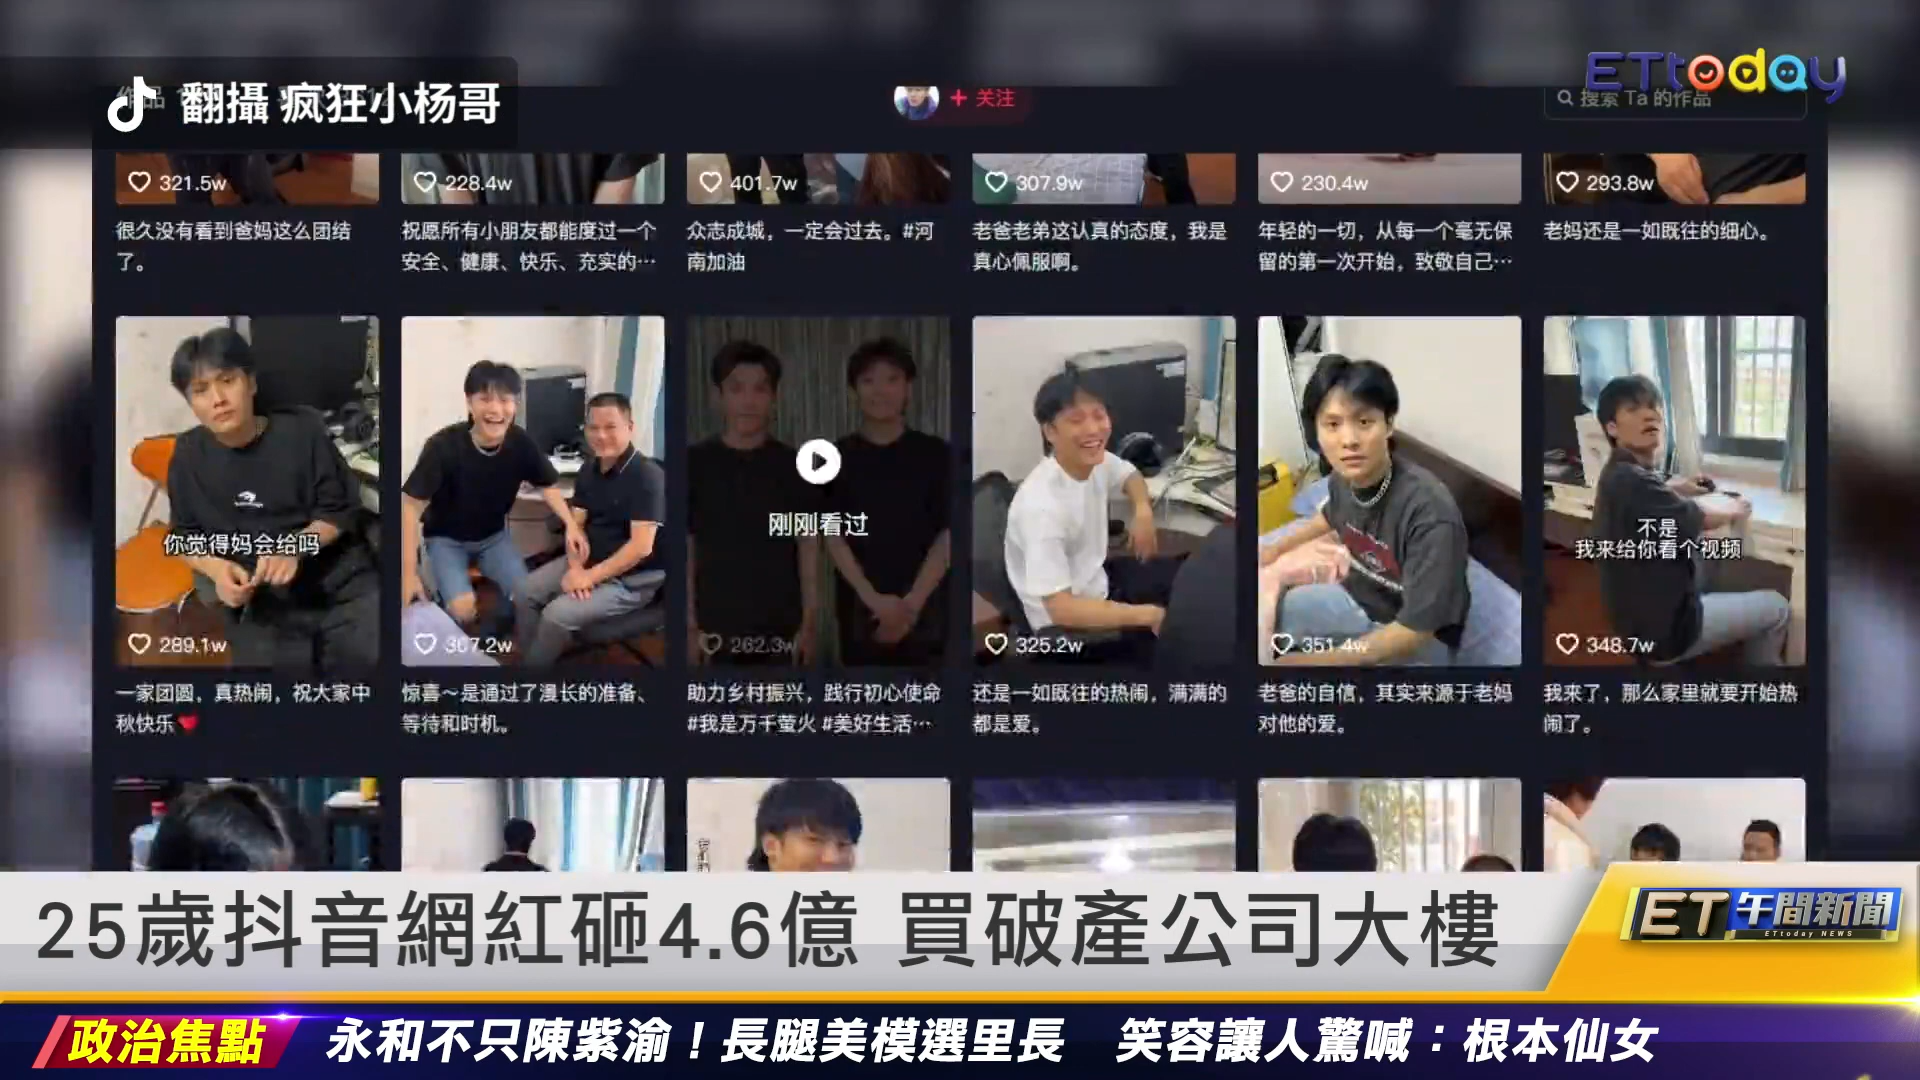 ETtoday
翻攝 疯狂小杨哥
作品
+ 关注
搜索 Ta 的作品
321.5w
228.4w
401.7w
307.9w
230.4w
293.8w
很久没有看到爸妈这么团结
了。
祝愿所有小朋友都能度过一个
安全、健康、快乐、充实的…
众志成城，一定会过去。#河
南加油
老爸老弟这认真的态度，我是
真心佩服啊。
年轻的一切，从每一个毫无保
留的第一次开始，致敬自己…
老妈还是一如既往的细心。
你觉得妈会给吗
刚刚看过
不是
我来给你看个视频
289.1w
367.2w
262.3w
325.2w
351.4w
348.7w
一家团圆，真热闹，祝大家中
秋快乐❤
惊喜～是通过了漫长的准备、
等待和时机。
助力乡村振兴，践行初心使命
#我是万千萤火 #美好生活…
还是一如既往的热闹，满满的
都是爱。
老爸的自信，其实来源于老妈
对他的爱。
我来了，那么家里就要开始热
闹了。
25歲抖音網紅砸4.6億 買破產公司大樓
ET午間新聞
ETtoday NEWS
政治焦點
永和不只陳紫渝！長腿美模選里長 笑容讓人驚喊：根本仙女